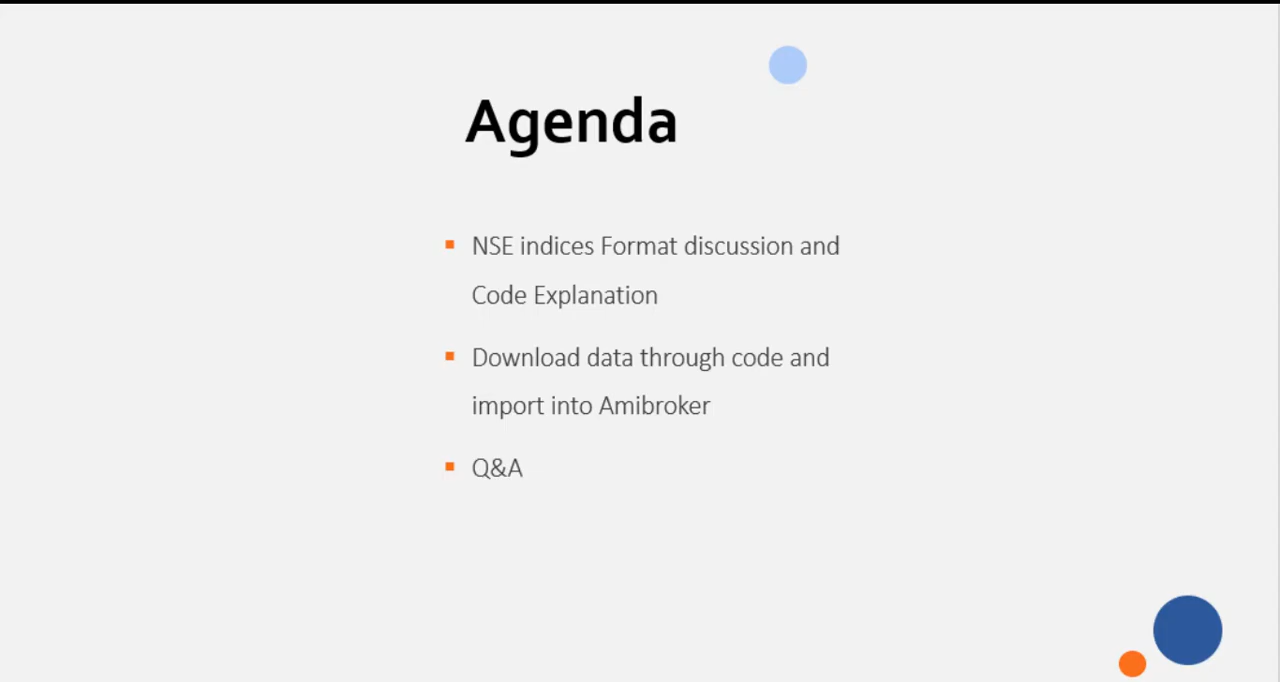 Agenda
NSE indices Format discussion and
Code Explanation
Download data through code and
import into Amibroker
Q&A